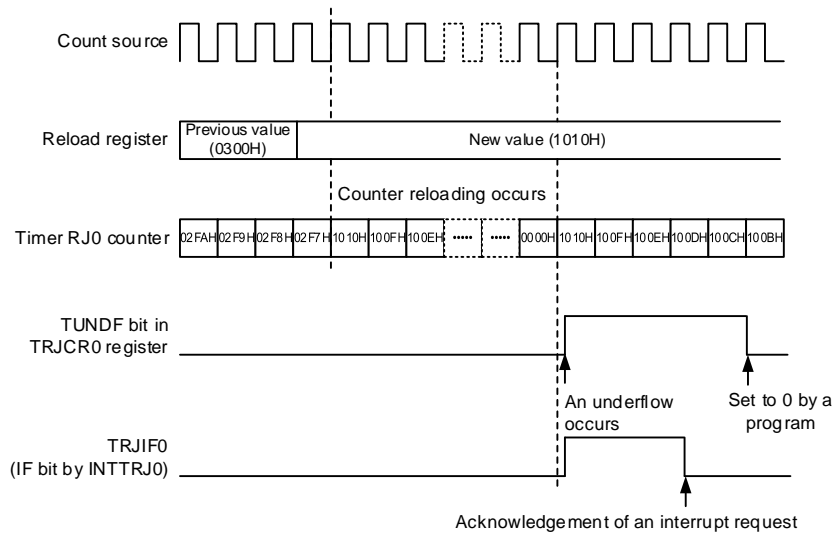 Count source
Reload register
Previous value
(0300H)
New value (1010H)
Counter reloading occurs
Timer RJ0 counter
02FAH 02F9H 02F8H 02F7H 1010H 100FH 100EH ..... ..... 0000H 1010H 100FH 100EH 100DH 100CH 100BH
TUNDF bit in
TRJCR0 register
An underflow
occurs
Set to 0 by a
program
TRJIF0
(IF bit by INTTRJ0)
Acknowledgement of an interrupt request